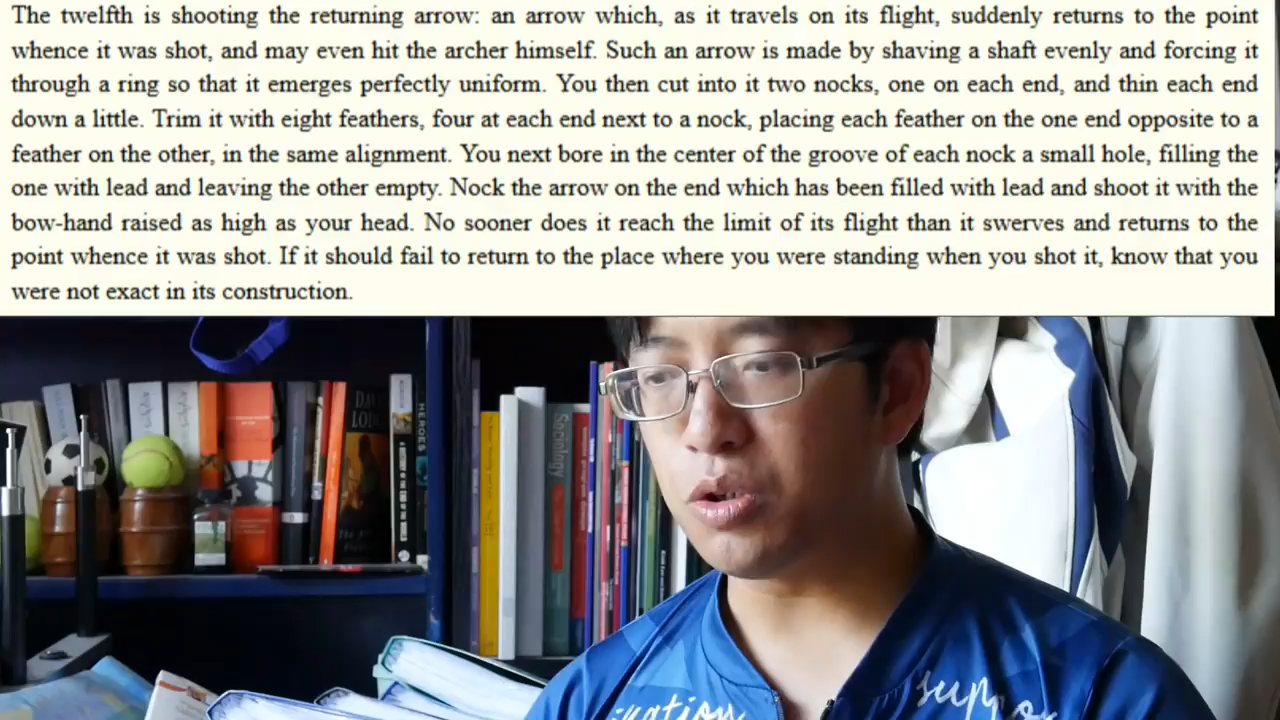 The twelfth is shooting the returning arrow: an arrow which, as it travels on its flight, suddenly returns to the point
whence it was shot, and may even hit the archer himself. Such an arrow is made by shaving a shaft evenly and forcing it
through a ring so that it emerges perfectly uniform. You then cut into it two nocks, one on each end, and thin each end
down a little. Trim it with eight feathers, four at each end next to a nock, placing each feather on the one end opposite to a
feather on the other, in the same alignment. You next bore in the center of the groove of each nock a small hole, filling the
one with lead and leaving the other empty. Nock the arrow on the end which has been filled with lead and shoot it with the
bow-hand raised as high as your head. No sooner does it reach the limit of its flight than it swerves and returns to the
point whence it was shot. If it should fail to return to the place where you were standing when you shot it, know that you
were not exact in its construction.
HEROES
Sociology